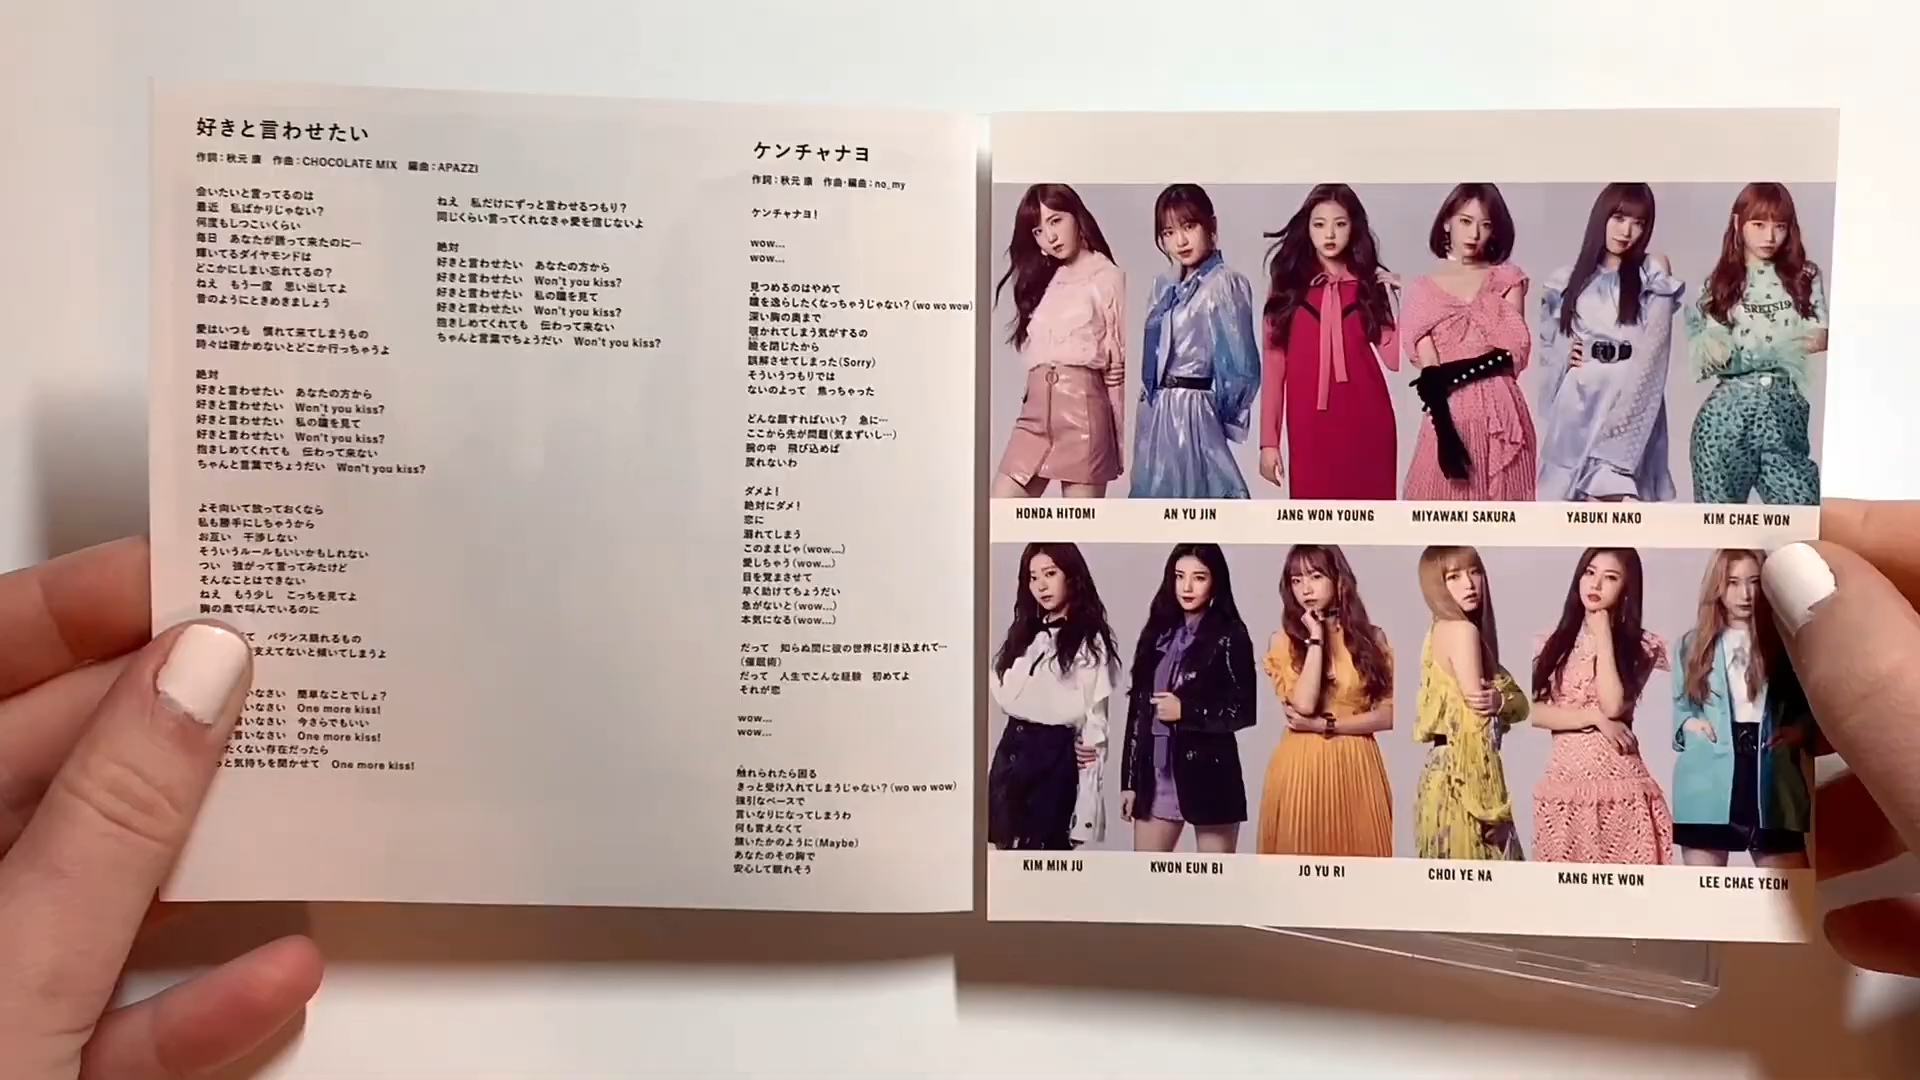 好きと言わせたい
作詞：秋元 康　作曲：CHOCOLATE MIX　編曲：APAZZI
会いたいと言ってるのは
最近　私ばかりじゃない？
何度もしつこいくらい
毎日　あなたが誘って来たのに…
輝いてるダイヤモンドは
どこかにしまい忘れてるの？
ねえ　もう一度　思い出してよ
昔のようにときめきましょう
愛はいつも　慣れて来てしまうもの
時々は確かめないとどこか行っちゃうよ
絶対
好きと言わせたい　あなたの方から
好きと言わせたい　Won't you kiss?
好きと言わせたい　私の瞳を見て
好きと言わせたい　Won't you kiss?
抱きしめてくれても　伝わって来ない
ちゃんと言葉でちょうだい　Won't you kiss?
よそ向いて放っておくなら
私も勝手にしちゃうから
お互い　干渉しない
そういうルールもいいかもしれない
つい　強がって言ってみたけど
そんなことはできない
ねえ　もう少し　こっちを見てよ
胸の奥で叫んでいるのに
て　バランス崩れるもの
支えてないと傾いてしまうよ
いなさい　簡単なことでしょ？
いなさい　One more kiss!
言いなさい　今さらでもいい
と言いなさい　One more kiss!
たくない存在だったら
っと気持ちを聞かせて　One more kiss!
ねえ　私だけにずっと言わせるつもり？
同じくらい言ってくれなきゃ愛を信じないよ
絶対
好きと言わせたい　あなたの方から
好きと言わせたい　Won't you kiss?
好きと言わせたい　私の瞳を見て
好きと言わせたい　Won't you kiss?
抱きしめてくれても　伝わって来ない
ちゃんと言葉でちょうだい　Won't you kiss?
ケンチャナヨ
作詞：秋元 康　作曲・編曲：no_my
ケンチャナヨ！
wow...
wow...
見つめるのはやめて
瞳を逸らしたくなっちゃうじゃない？(wo wo wow)
深い胸の奥まで
覗かれてしまう気がするの
瞼を閉じたから
誤解させてしまった(Sorry)
そういうつもりでは
ないのよって　焦っちゃった
どんな顔すればいい？　急に…
ここから先が問題(気まずいし…)
腕の中　飛び込めば
戻れないわ
ダメよ！
絶対にダメ！
恋に
溺れてしまう
このままじゃ(wow...)
愛しちゃう(wow...)
目を覚まさせて
早く助けてちょうだい
急がないと(wow...)
本気になる(wow...)
だって　知らぬ間に彼の世界に引き込まれて…
(催眠術)
だって　人生でこんな経験　初めてよ
それが恋
wow...
wow...
触れられたら困る
きっと受け入れてしまうじゃない？(wo wo wow)
強引なペースで
言いなりになってしまうわ
何も言えなくて
頷いたかのように(Maybe)
あなたのその胸で
安心して眠れそう
HONDA HITOMI　AN YU JIN　JANG WON YOUNG　MIYAWAKI SAKURA　YABUKI NAKO　KIM CHAE WON
KIM MIN JU　KWON EUN BI　JO YU RI　CHOI YE NA　KANG HYE WON　LEE CHAE YEON